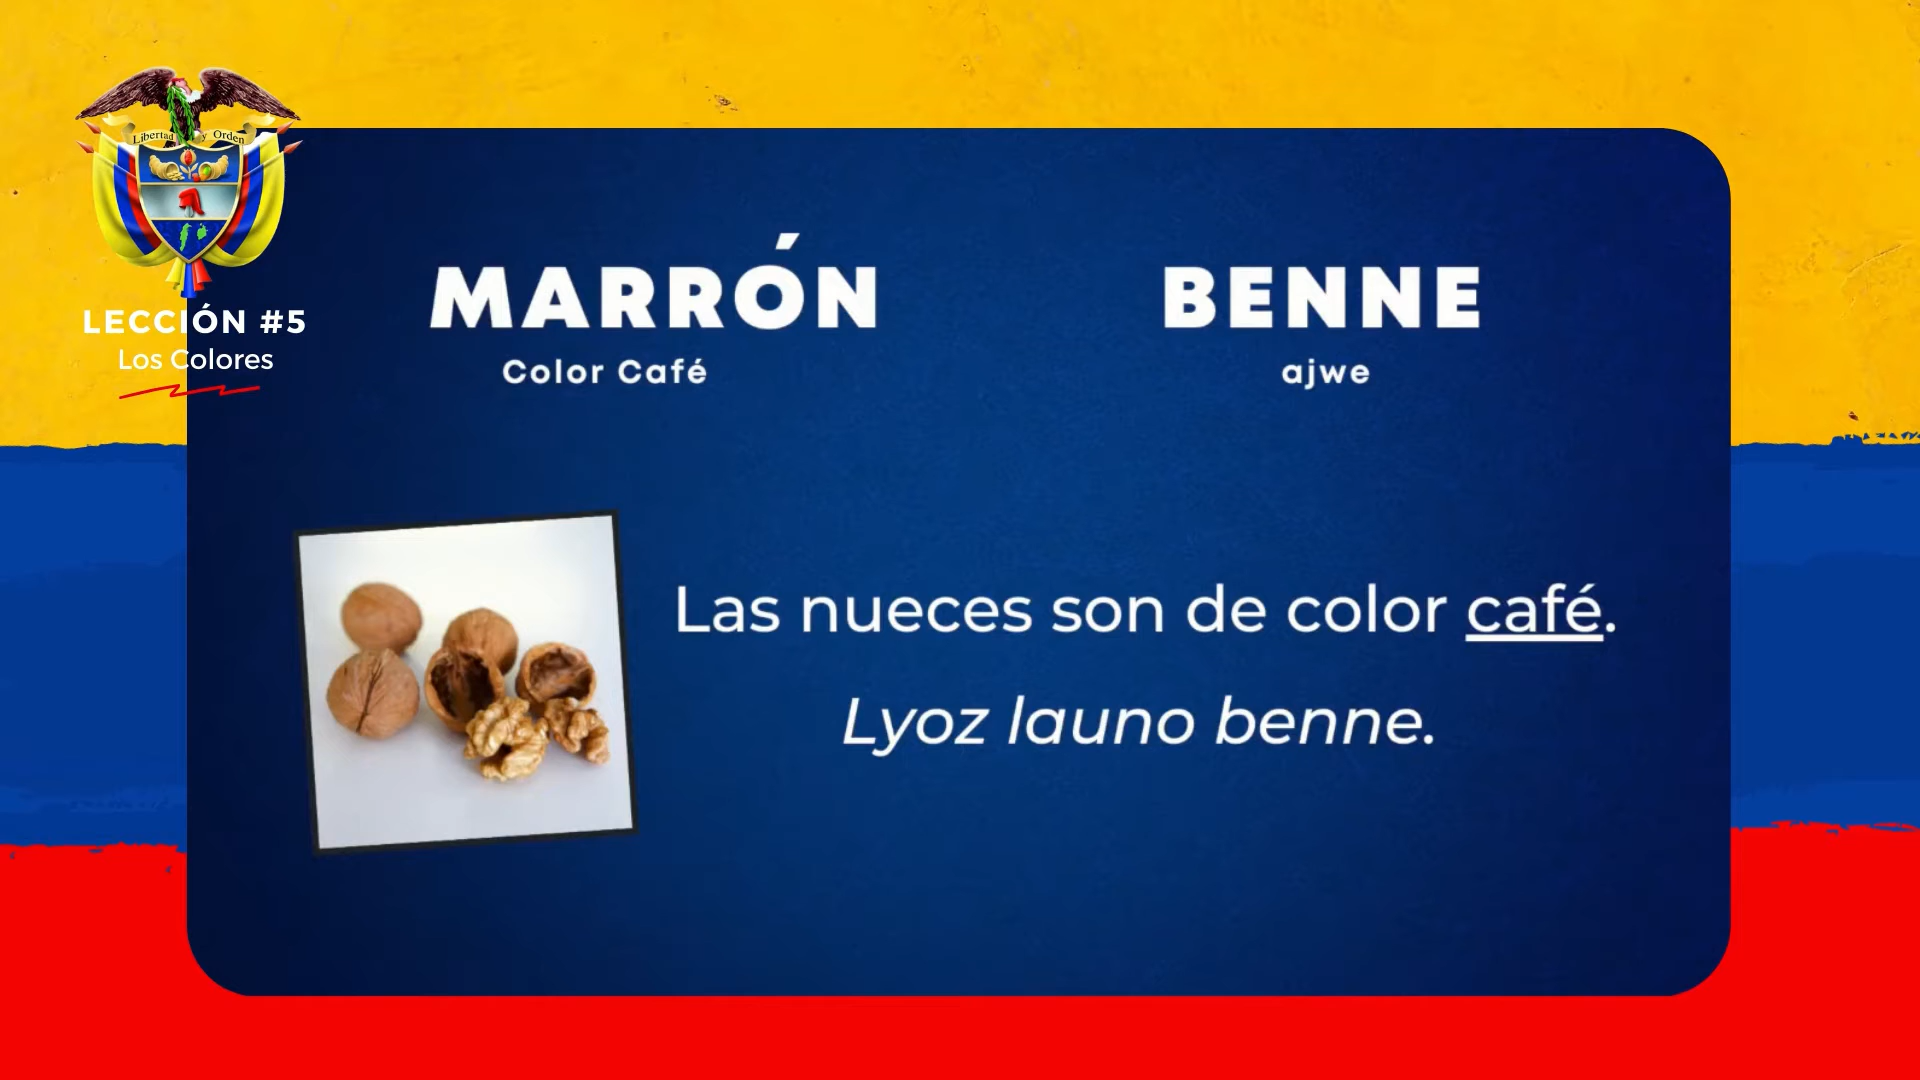 Libertad y Orden
LECCIÓN #5
Los Colores
MARRÓN
Color Café
BENNE
ajwe
Las nueces son de color café.
Lyoz launo benne.